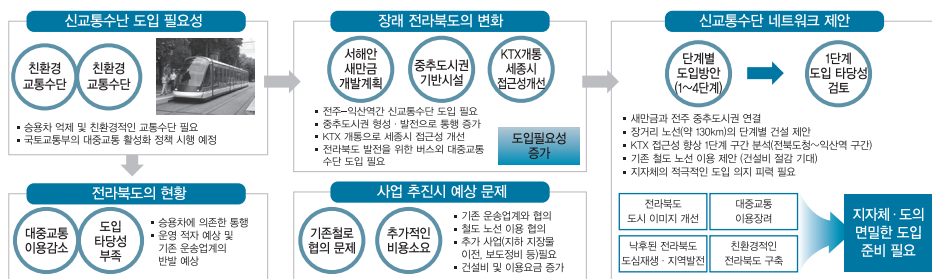 신교통수난 도입 필요성
친환경
교통수단
친환경
교통수단
▪ 승용차 억제 및 친환경적인 교통수단 필요
▪ 국토교통부의 대중교통 활성화 정책 시행 예정
전라북도의 현황
대중교통
이용감소
도입
타당성
부족
▪ 승용차에 의존한 통행
▪ 운영 적자 예상 및
기존 운송업계의
반발 예상
장래 전라북도의 변화
서해안
새만금
개발계획
중추도시권
기반시설
KTX개통
세종시
접근성개선
▪ 전주–익산역간 신교통수단 도입 필요
▪ 중추도시권 형성·발전으로 통행 증가
▪ KTX 개통으로 세종시 접근성 개선
▪ 전라북도 발전을 위한 버스외 대중교통
수단 도입 필요
도입필요성
증가
사업 추진시 예상 문제
기존철로
협의 문제
추가적인
비용소요
▪ 기존 운송업계와 협의
▪ 철도 노선 이용 협의
▪ 추가 사업(지하 지장물
이전, 보도정비 등)필요
▪ 건설비 및 이용요금 증가
신교통수단 네트워크 제안
단계별
도입방안
(1~4단계)
1단계
도입 타당성
검토
▪ 새만금과 전주 중추도시권 연결
▪ 장거리 노선(약 130km)의 단계별 건설 제안
▪ KTX 접근성 향상 1단계 구간 분석(전북도청~익산역 구간)
▪ 기존 철도 노선 이용 제안 (건설비 절감 기대)
▪ 지자체의 적극적인 도입 의지 피력 필요
전라북도
도시 이미지 개선
대중교통
이용장려
낙후된 전라북도
도심재생·지역발전
친환경적인
전라북도 구축
지자체·도의
면밀한 도입
준비 필요